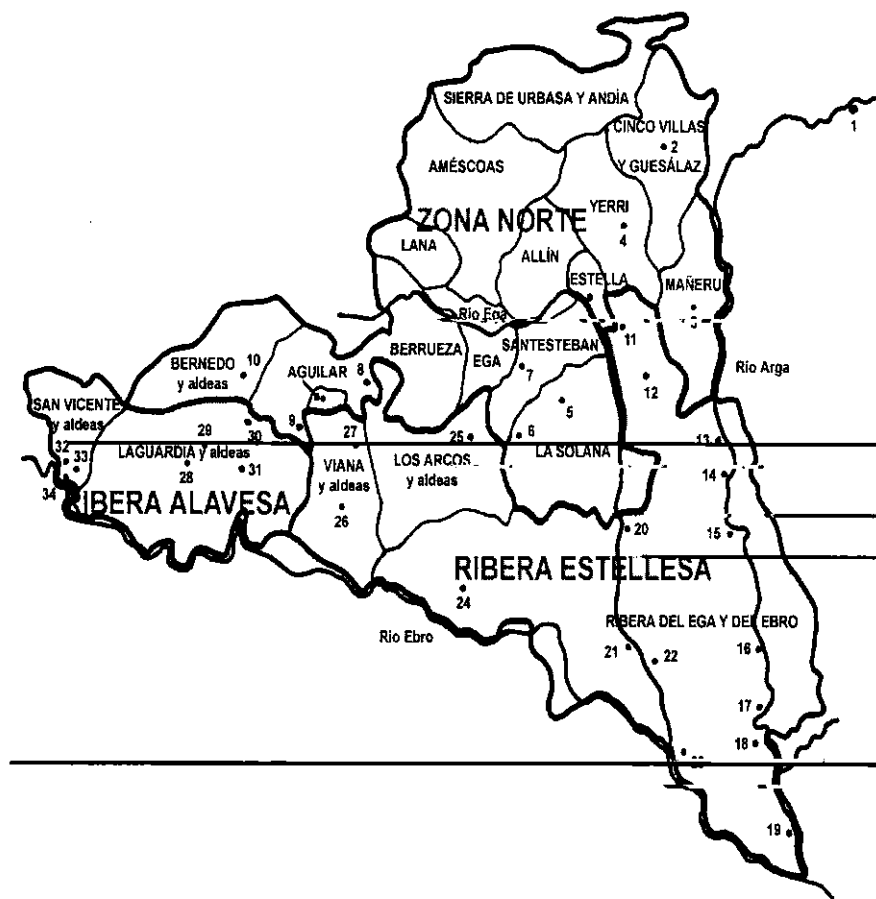 SIERRA DE URBASA Y ANDÍA
1
CINCO VILLAS
2
Y GUESÁLAZ
AMÉSCOAS
YERRI
ZONA NORTE
4
LANA
ALLÍN
ESTELLA
MAÑERU
Río Ega
11
SANTESTEBAN
BERRUEZA
EGA
BERNEDO
y aldeas
10
AGUILAR
8
7
12
Río Arga
SAN VICENTE
y aldeas
5
9
30
29
27
25
6
13
32
33
LAGUARDIA y aldeas
28
31
VIANA
y aldeas
LOS ARCOS
y aldeas
LA SOLANA
14
34
RIBERA ALAVESA
26
20
15
RIBERA ESTELLESA
24
RIBERA DEL EGA Y DEL EBRO
Río Ebro
21
22
16
17
18
19